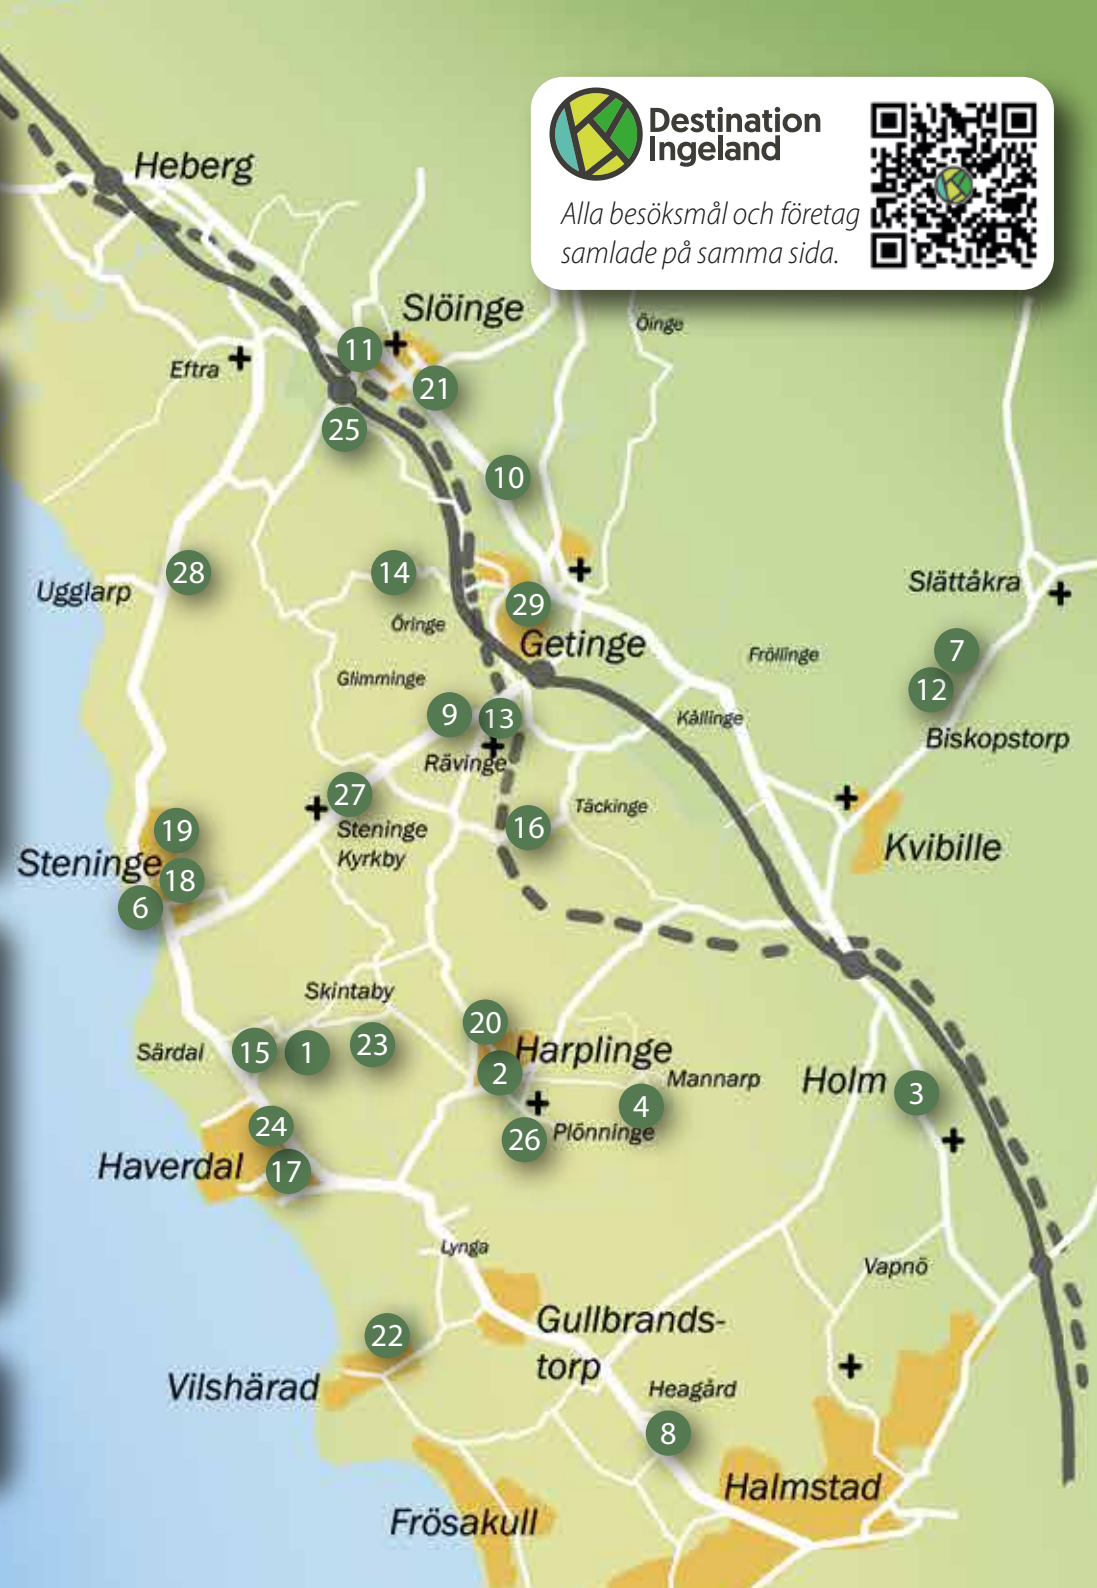 Destination
Ingeland
Alla besöksmål och företag
samlade på samma sida.
Heberg
Slöinge
Öinge
11
Eftra
21
25
10
Ugglarp
28
14
Slättåkra
29
Öringe
Getinge
Fröllinge
7
Glimminge
12
9
13
Kållinge
Biskopstorp
Rävinge
27
Täckinge
19
Steninge
Kyrkby
16
Kvibille
Steninge
18
6
Skintaby
20
Särdal
15
1
23
Harplinge
2
Mannarp
Holm
3
4
24
26
Plönninge
Haverdal
17
Lynga
Vapnö
22
Gullbrands-
torp
Vilshärad
Heagård
8
Halmstad
Frösakull